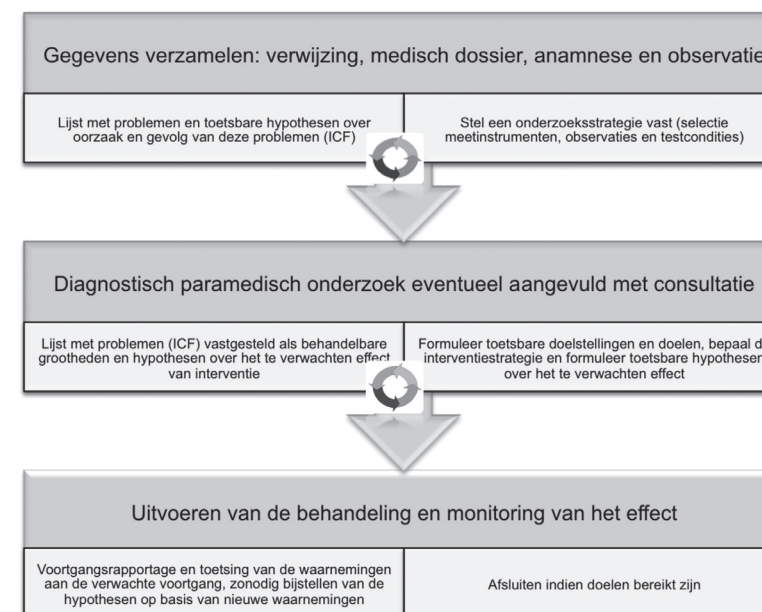 Gegevens verzamelen: verwijzing, medisch dossier, anamnese en observatie
Lijst met problemen en toetsbare hypothesen over
oorzaak en gevolg van deze problemen (ICF)
Stel een onderzoeksstrategie vast (selectie
meetinstrumenten, observaties en testcondities)
Diagnostisch paramedisch onderzoek eventueel aangevuld met consultatie
Lijst met problemen (ICF) vastgesteld als behandelbare
grootheden en hypothesen over het te verwachten effect
van interventie
Formuleer toetsbare doelstellingen en doelen, bepaal d
interventiestrategie en formuleer toetsbare hypothesen
over het te verwachten effect
Uitvoeren van de behandeling en monitoring van het effect
Voortgangsrapportage en toetsing van de waarnemingen
aan de verwachte voortgang, zonodig bijstellen van de
hypothesen op basis van nieuwe waarnemingen
Afsluiten indien doelen bereikt zijn